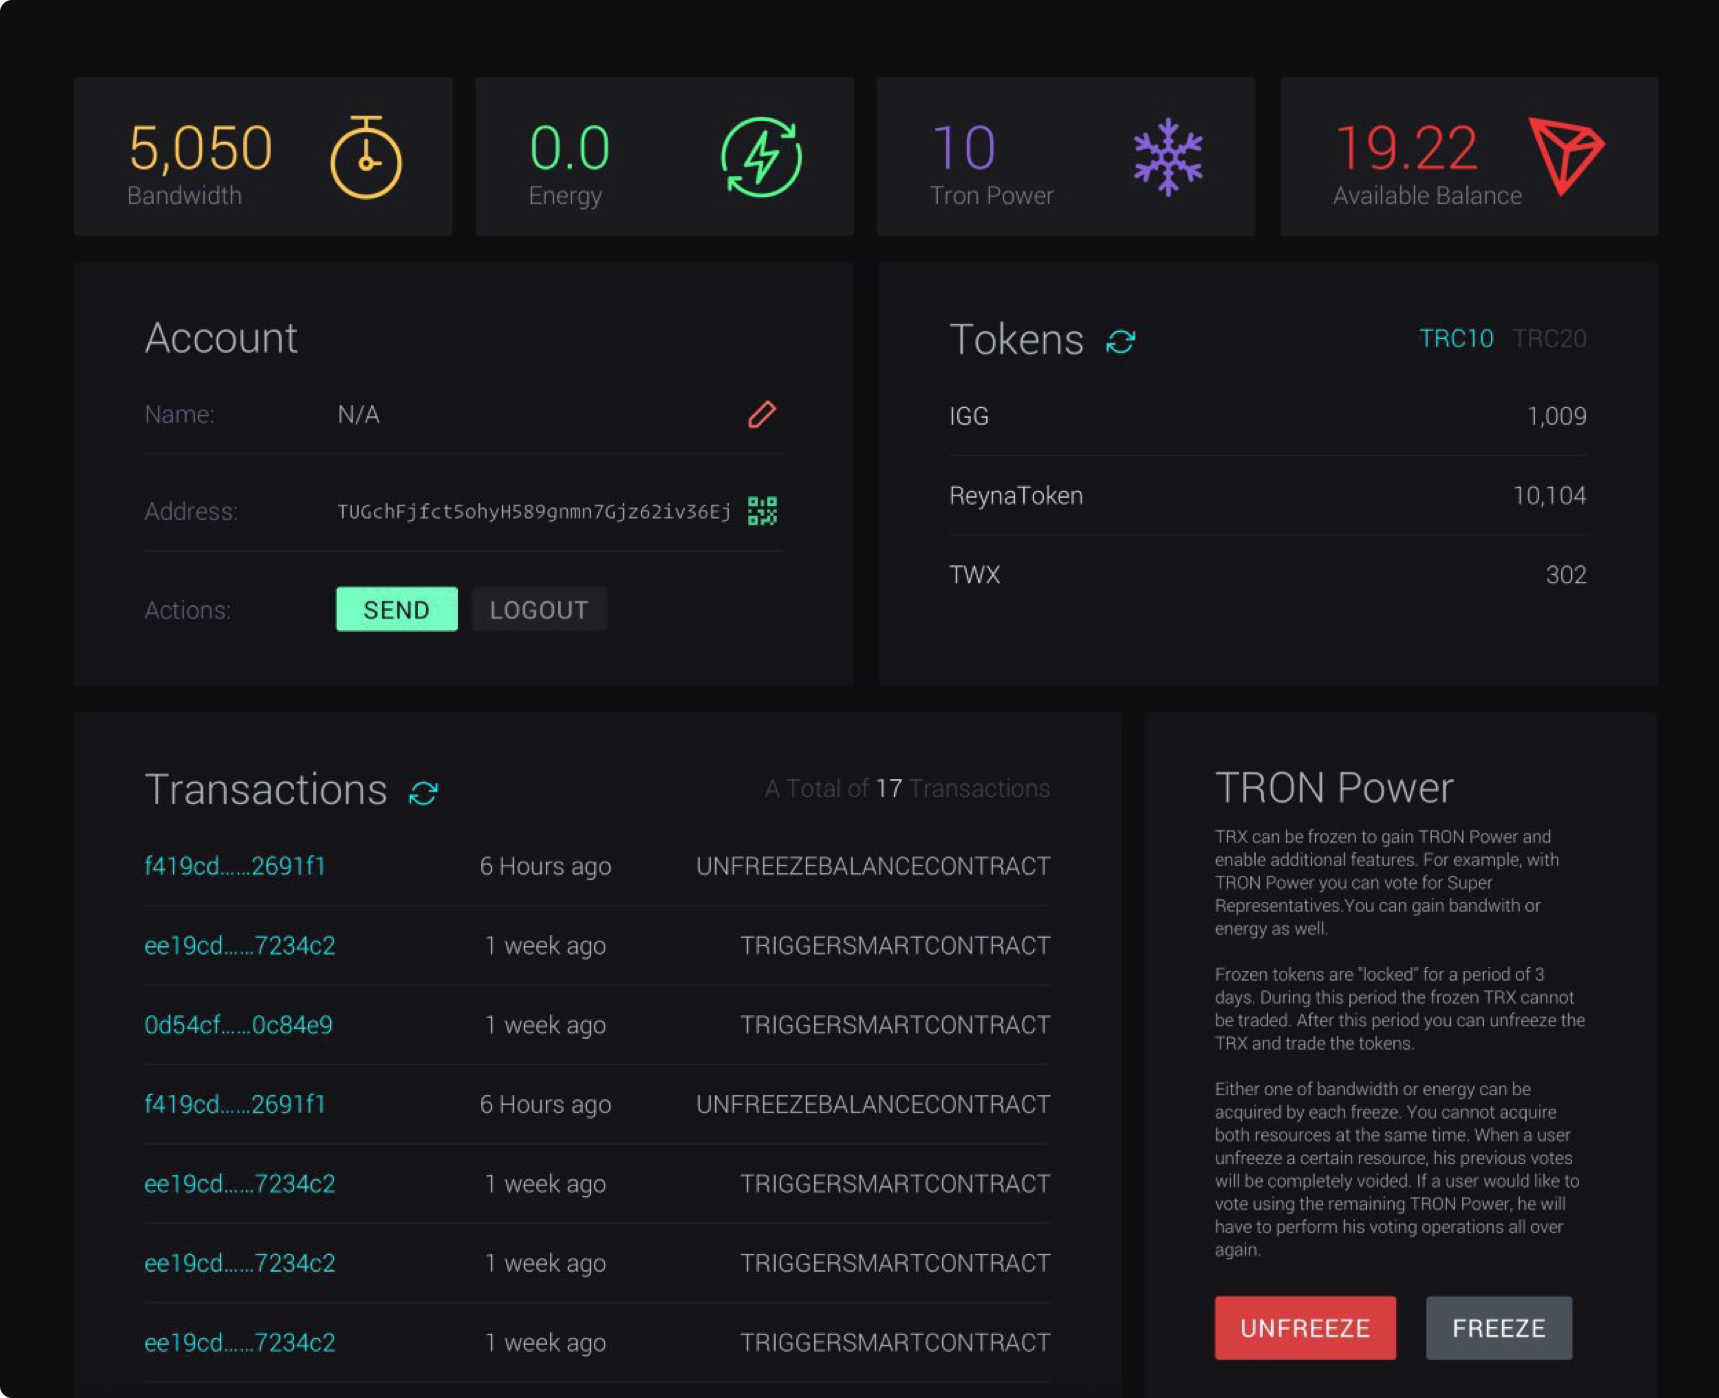 5,050
Bandwidth
0.0
Energy
10
Tron Power
19.22
Available Balance
Account
Name: N/A
Address: TUGchFjfct5ohyH589gnmn7Gjz62iv36Ej
Actions: SEND LOGOUT
Tokens TRC10 TRC20
IGG 1,009
ReynaToken 10,104
TWX 302
Transactions A Total of 17 Transactions
f419cd......2691f1 6 Hours ago UNFREEZEBALANCECONTRACT
ee19cd......7234c2 1 week ago TRIGGERSMARTCONTRACT
0d54cf......0c84e9 1 week ago TRIGGERSMARTCONTRACT
f419cd......2691f1 6 Hours ago UNFREEZEBALANCECONTRACT
ee19cd......7234c2 1 week ago TRIGGERSMARTCONTRACT
ee19cd......7234c2 1 week ago TRIGGERSMARTCONTRACT
ee19cd......7234c2 1 week ago TRIGGERSMARTCONTRACT
TRON Power
TRX can be frozen to gain TRON Power and
enable additional features. For example, with
TRON Power you can vote for Super
Representatives.You can gain bandwith or
energy as well.
Frozen tokens are "locked" for a period of 3
days. During this period the frozen TRX cannot
be traded. After this period you can unfreeze the
TRX and trade the tokens.
Either one of bandwidth or energy can be
acquired by each freeze. You cannot acquire
both resources at the same time. When a user
unfreeze a certain resource, his previous votes
will be completely voided. If a user would like to
vote using the remaining TRON Power, he will
have to perform his voting operations all over
again.
UNFREEZE FREEZE